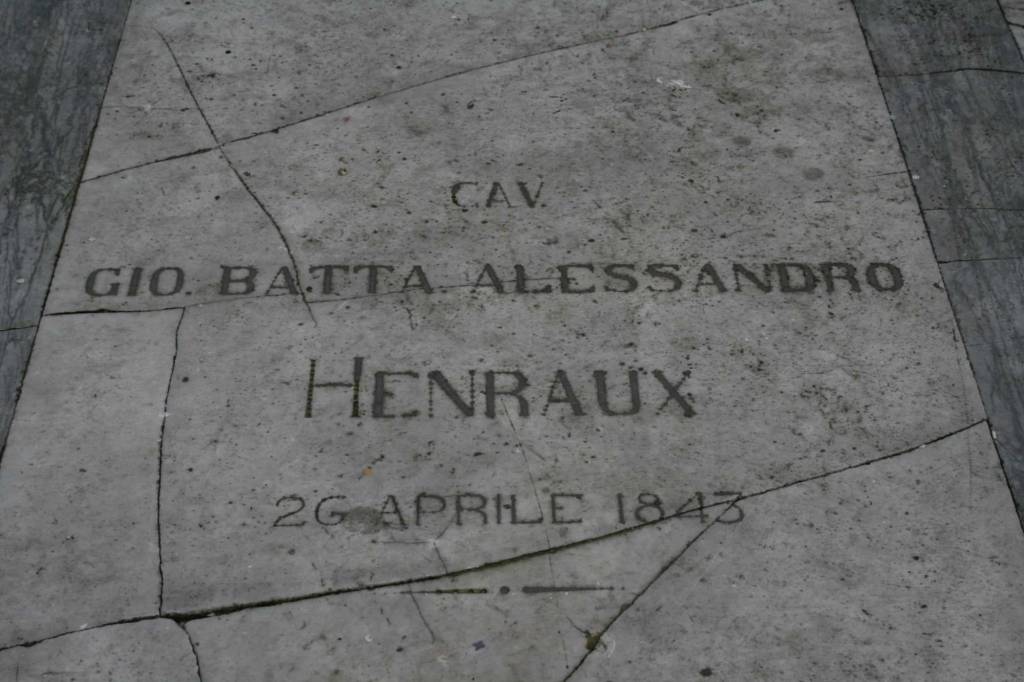 CAV.
GIO. BATTA ALESSANDRO
HENRAUX
26 APRILE 1843